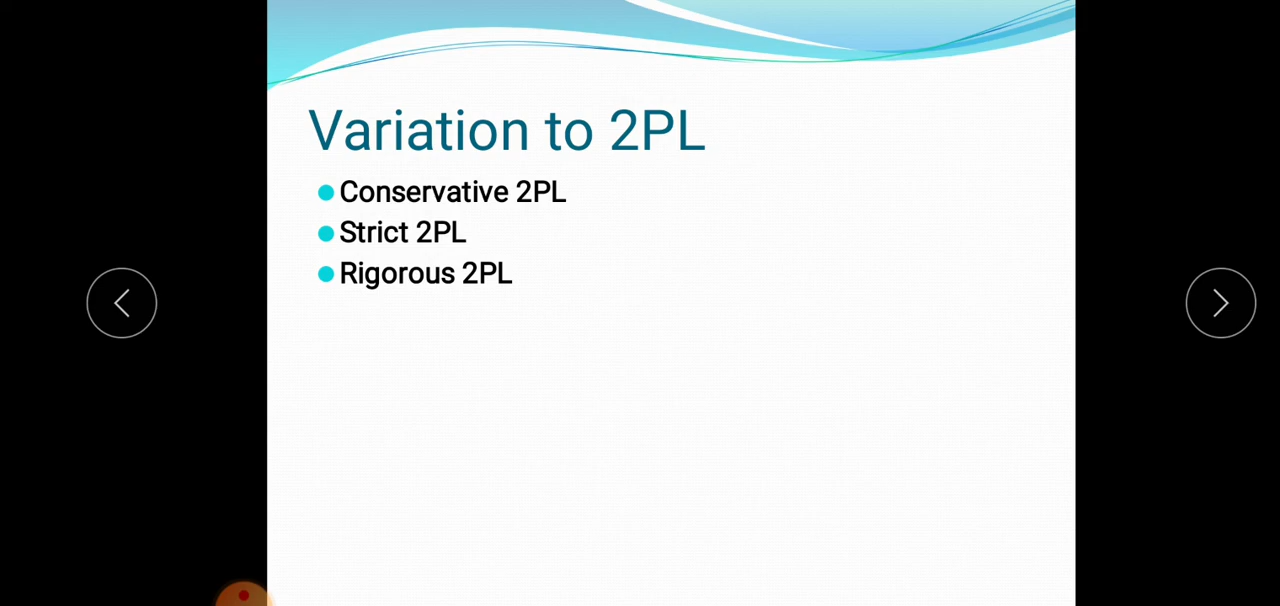 Variation to 2PL
Conservative 2PL
Strict 2PL
Rigorous 2PL